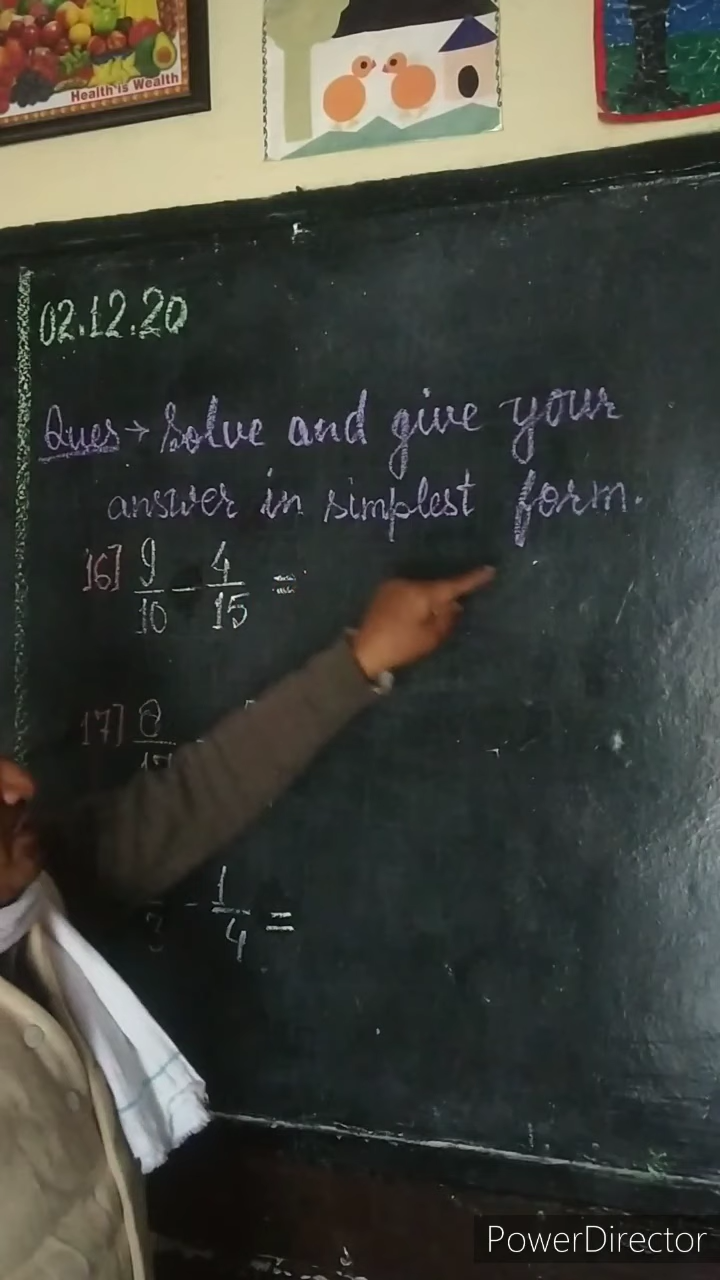 Health is Wealth
02.12.20
Ques → Solve and give your
answer in simplest form.
16] 9/10 - 4/15 =
17] 8
1/4 =
PowerDirector